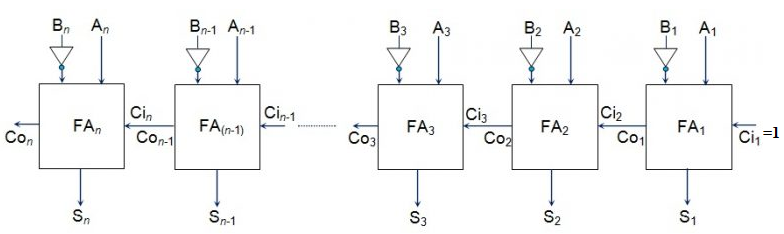 Bn An Bn-1 An-1 B3 A3 B2 A2 B1 A1
Cin Cin-1 Ci3 Ci2
FAn FA(n-1) FA3 FA2 FA1
Con Con-1 Co3 Co2 Co1 Ci1=1
Sn Sn-1 S3 S2 S1